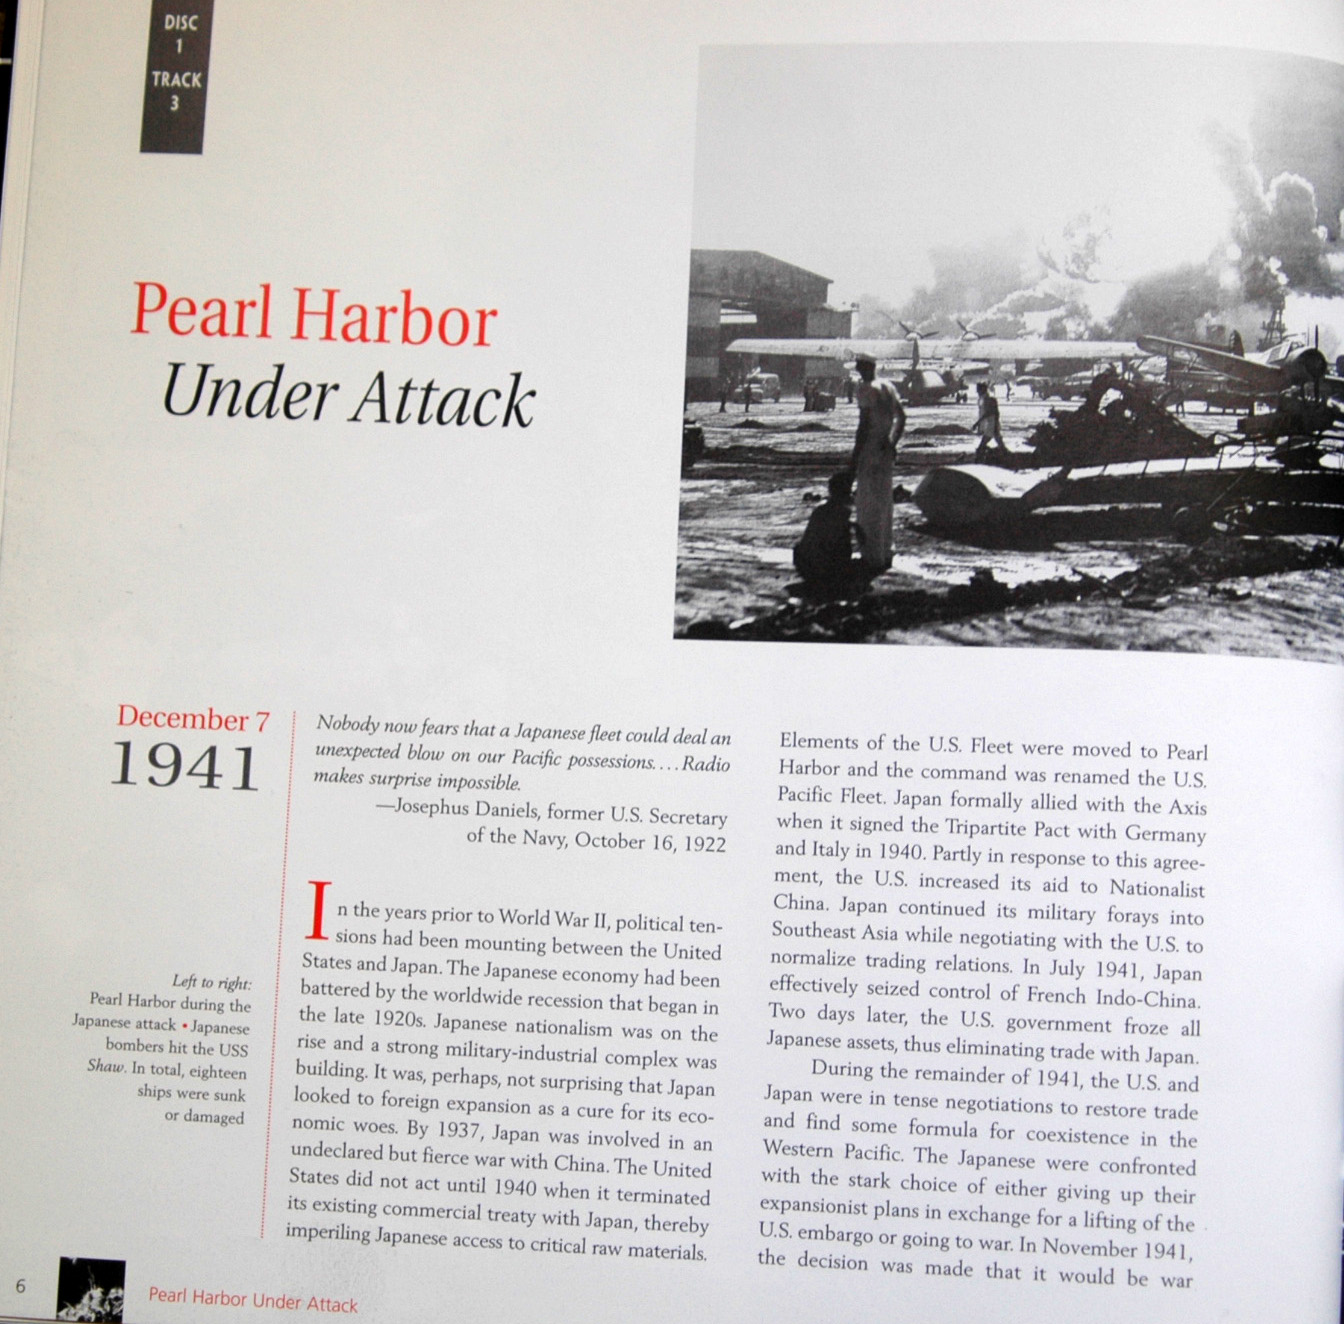 DISC
1
TRACK
3
Pearl Harbor
Under Attack
December 7
1941
Left to right:
Pearl Harbor during the
Japanese attack • Japanese
bombers hit the USS
Shaw. In total, eighteen
ships were sunk
or damaged
Nobody now fears that a Japanese fleet could deal an
unexpected blow on our Pacific possessions. . . . Radio
makes surprise impossible.
—Josephus Daniels, former U.S. Secretary
of the Navy, October 16, 1922
In the years prior to World War II, political ten-
sions had been mounting between the United
States and Japan. The Japanese economy had been
battered by the worldwide recession that began in
the late 1920s. Japanese nationalism was on the
rise and a strong military-industrial complex was
building. It was, perhaps, not surprising that Japan
looked to foreign expansion as a cure for its eco-
nomic woes. By 1937, Japan was involved in an
undeclared but fierce war with China. The United
States did not act until 1940 when it terminated
its existing commercial treaty with Japan, thereby
imperiling Japanese access to critical raw materials.
Elements of the U.S. Fleet were moved to Pearl
Harbor and the command was renamed the U.S.
Pacific Fleet. Japan formally allied with the Axis
when it signed the Tripartite Pact with Germany
and Italy in 1940. Partly in response to this agree-
ment, the U.S. increased its aid to Nationalist
China. Japan continued its military forays into
Southeast Asia while negotiating with the U.S. to
normalize trading relations. In July 1941, Japan
effectively seized control of French Indo-China.
Two days later, the U.S. government froze all
Japanese assets, thus eliminating trade with Japan.
During the remainder of 1941, the U.S. and
Japan were in tense negotiations to restore trade
and find some formula for coexistence in the
Western Pacific. The Japanese were confronted
with the stark choice of either giving up their
expansionist plans in exchange for a lifting of the
U.S. embargo or going to war. In November 1941,
the decision was made that it would be war
6
Pearl Harbor Under Attack